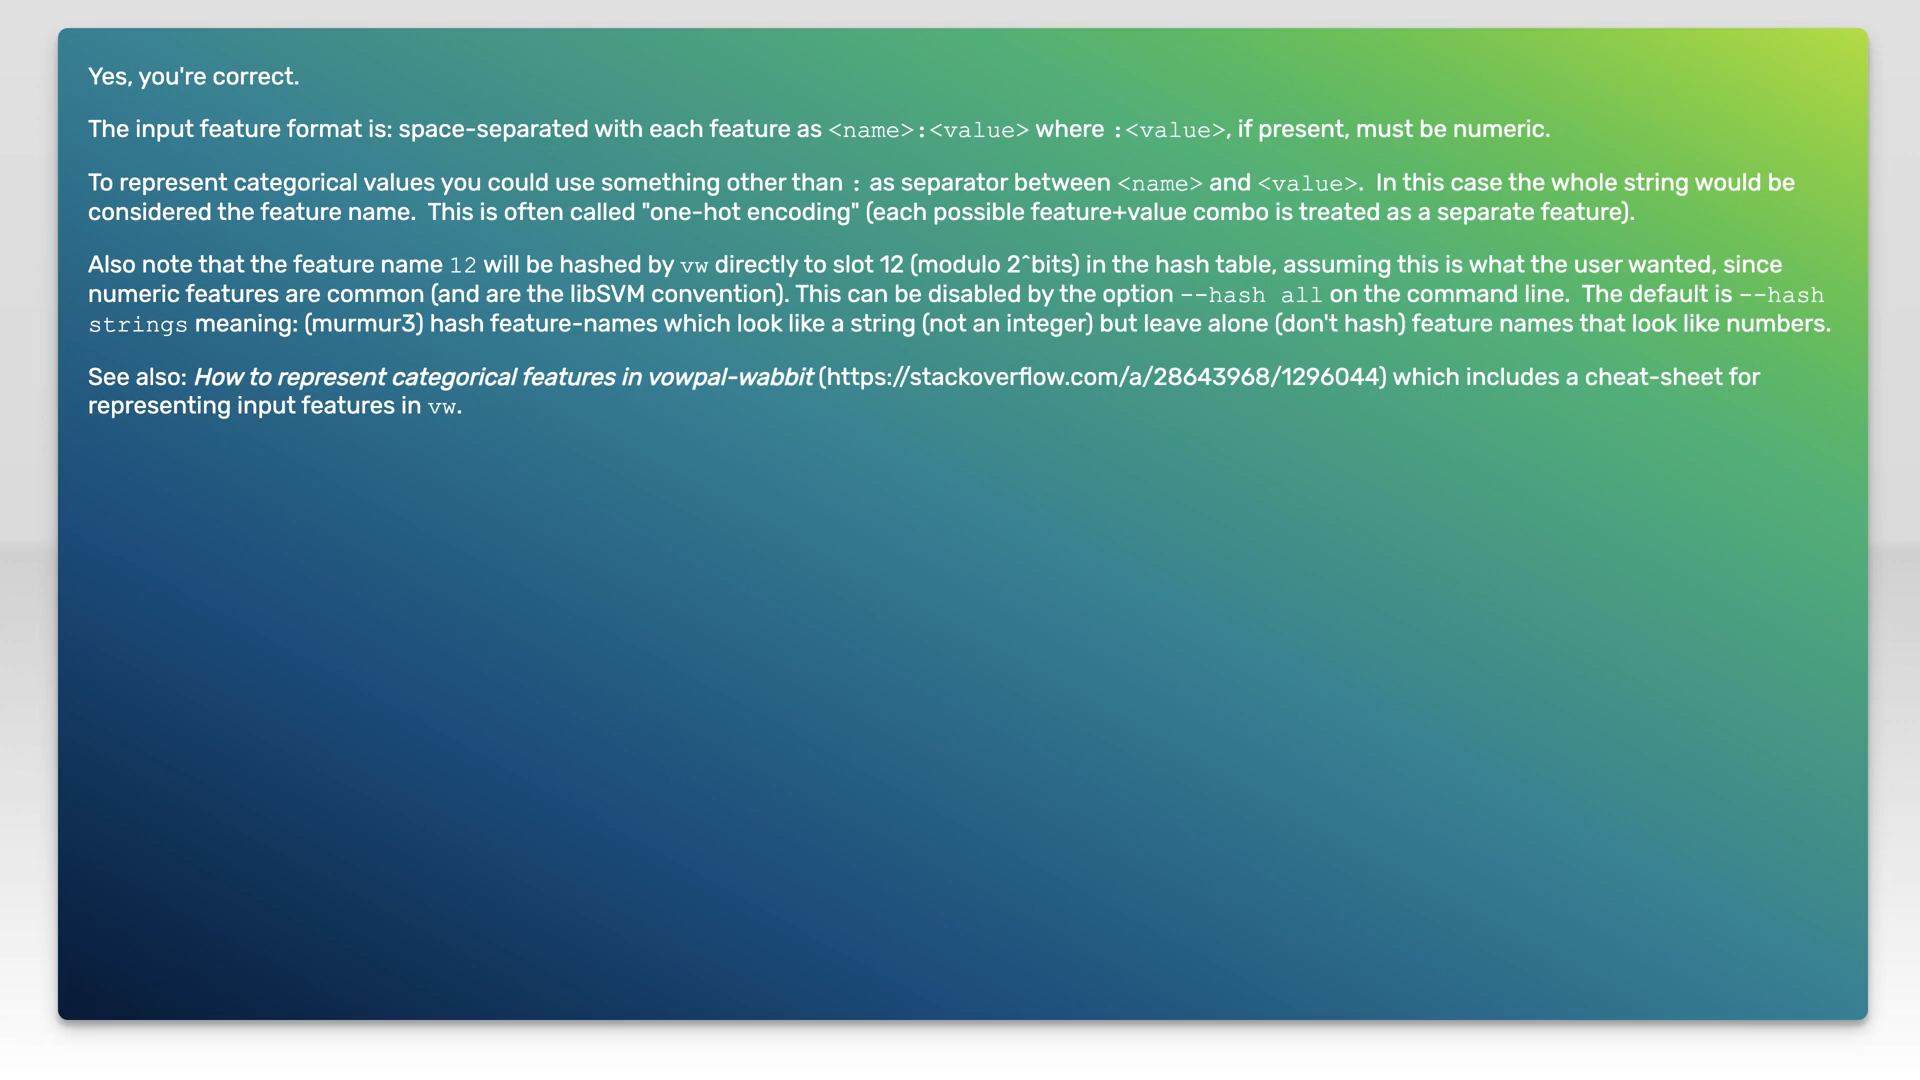 Yes, you're correct.
The input feature format is: space-separated with each feature as <name>:<value> where :<value>, if present, must be numeric.
To represent categorical values you could use something other than : as separator between <name> and <value>.  In this case the whole string would be
considered the feature name.  This is often called "one-hot encoding" (each possible feature+value combo is treated as a separate feature).
Also note that the feature name 12 will be hashed by vw directly to slot 12 (modulo 2^bits) in the hash table, assuming this is what the user wanted, since
numeric features are common (and are the libSVM convention). This can be disabled by the option --hash all on the command line.  The default is --hash
strings meaning: (murmur3) hash feature-names which look like a string (not an integer) but leave alone (don't hash) feature names that look like numbers.
See also: How to represent categorical features in vowpal-wabbit (https://stackoverflow.com/a/28643968/1296044) which includes a cheat-sheet for
representing input features in vw.